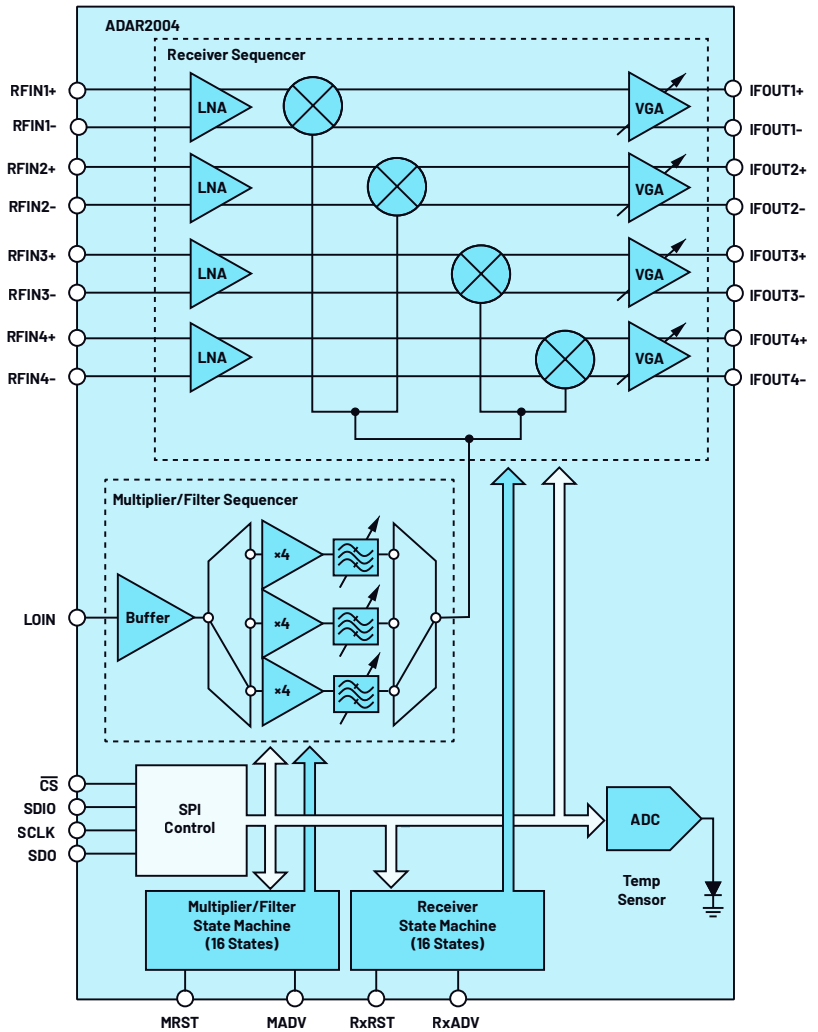 ADAR2004
Receiver Sequencer
RFIN1+
LNA
VGA
IFOUT1+
RFIN1-
IFOUT1-
RFIN2+
LNA
VGA
IFOUT2+
RFIN2-
IFOUT2-
RFIN3+
LNA
VGA
IFOUT3+
RFIN3-
IFOUT3-
RFIN4+
LNA
VGA
IFOUT4+
RFIN4-
IFOUT4-
Multiplier/Filter Sequencer
×4
LOIN
Buffer
×4
×4
CS
SDIO
SCLK
SDO
SPI
Control
ADC
Temp
Sensor
Multiplier/Filter
State Machine
(16 States)
Receiver
State Machine
(16 States)
MRST
MADV
RxRST
RxADV